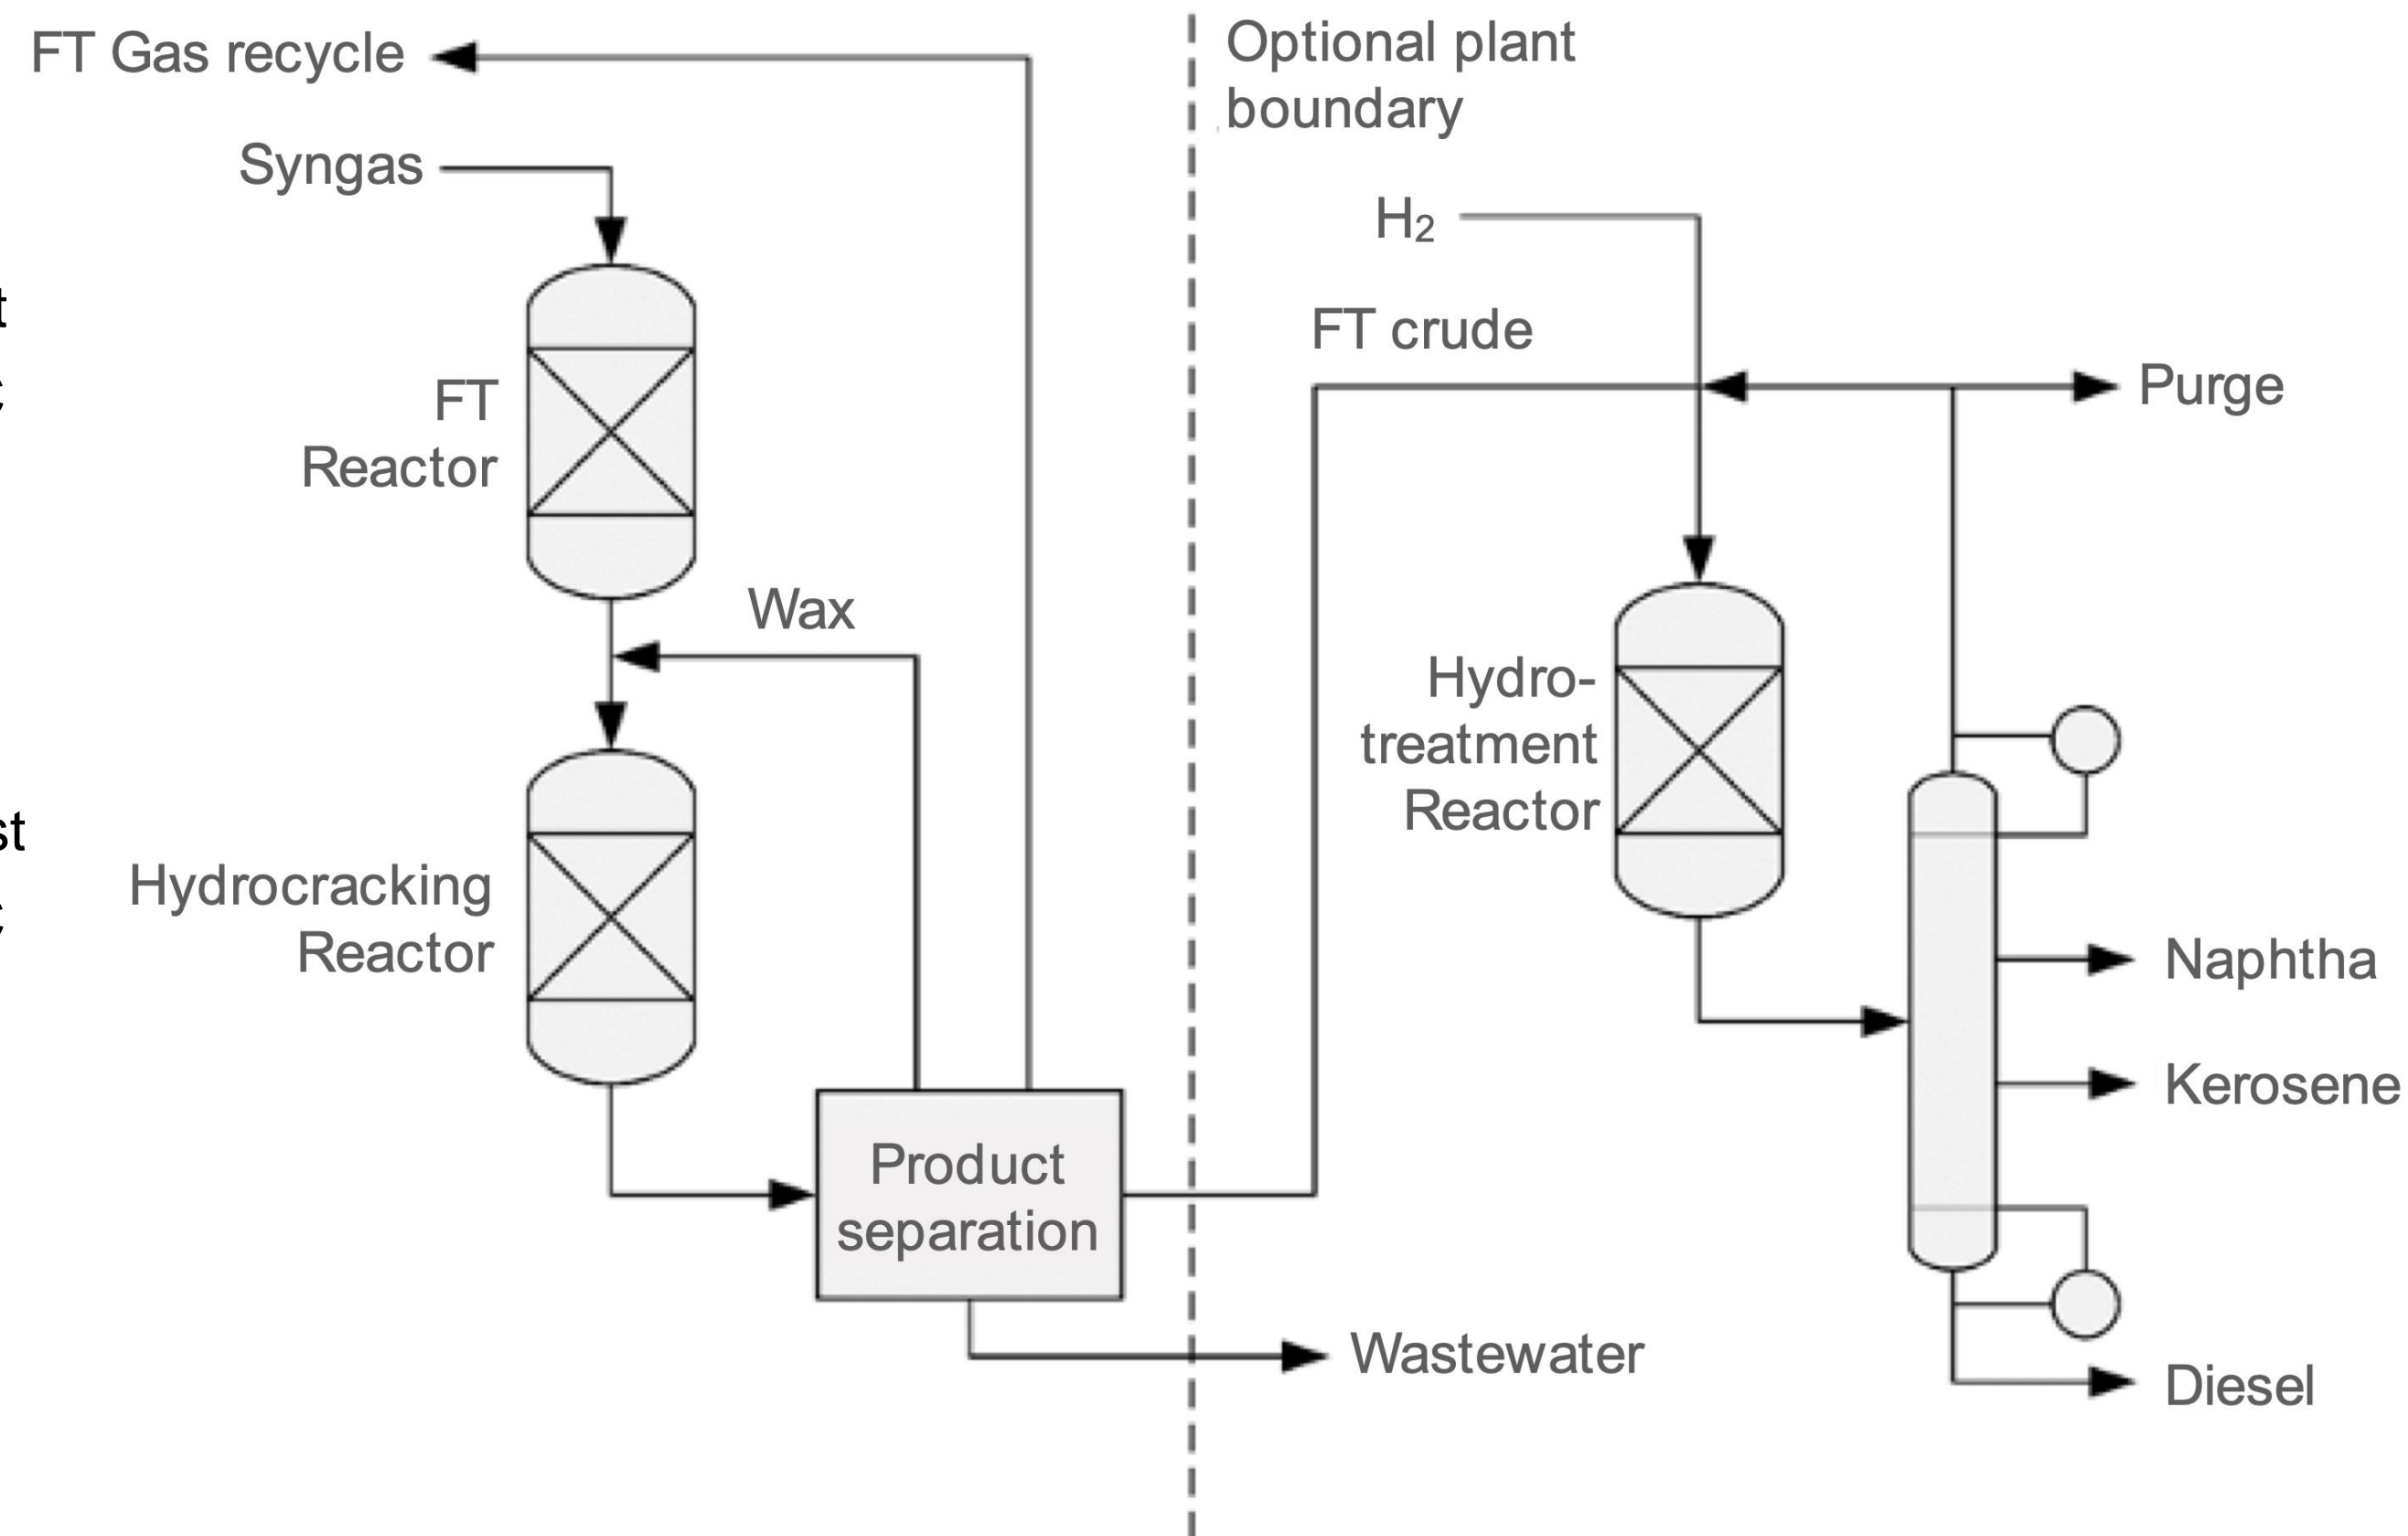 FT Gas recycle
Optional plant
boundary
Syngas
H₂
FT crude
Purge
FT
Reactor
Wax
Hydro-
treatment
Reactor
Hydrocracking
Reactor
Naphtha
Kerosene
Product
separation
Wastewater
Diesel
t
st